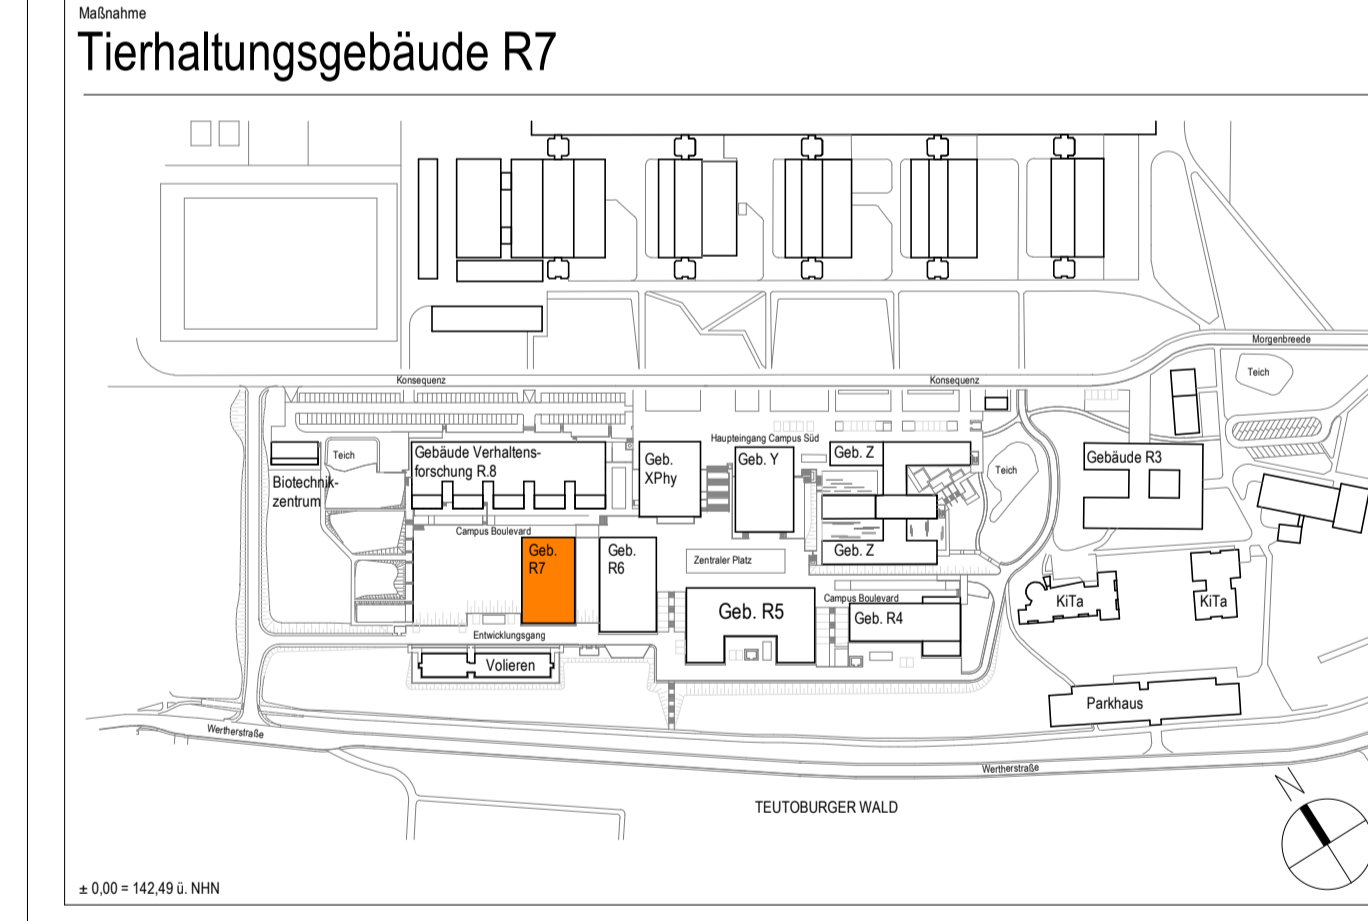 Maßnahme
Tierhaltungsgebäude R7
Morgenbreede
Konsequenz
Konsequenz
Teich
Haupteingang Campus Süd
Gebäude Verhaltens-
forschung R.8
Teich
Geb.
XPhy
Geb. Y
Geb. Z
Teich
Gebäude R3
Biotechnik-
zentrum
Campus Boulevard
Geb.
R7
Geb.
R6
Zentraler Platz
Geb. Z
Campus Boulevard
KiTa
KiTa
Geb. R5
Geb. R4
Entwicklungsgang
Volieren
Parkhaus
Wertherstraße
Wertherstraße
N
TEUTOBURGER WALD
± 0,00 = 142,49 ü. NHN